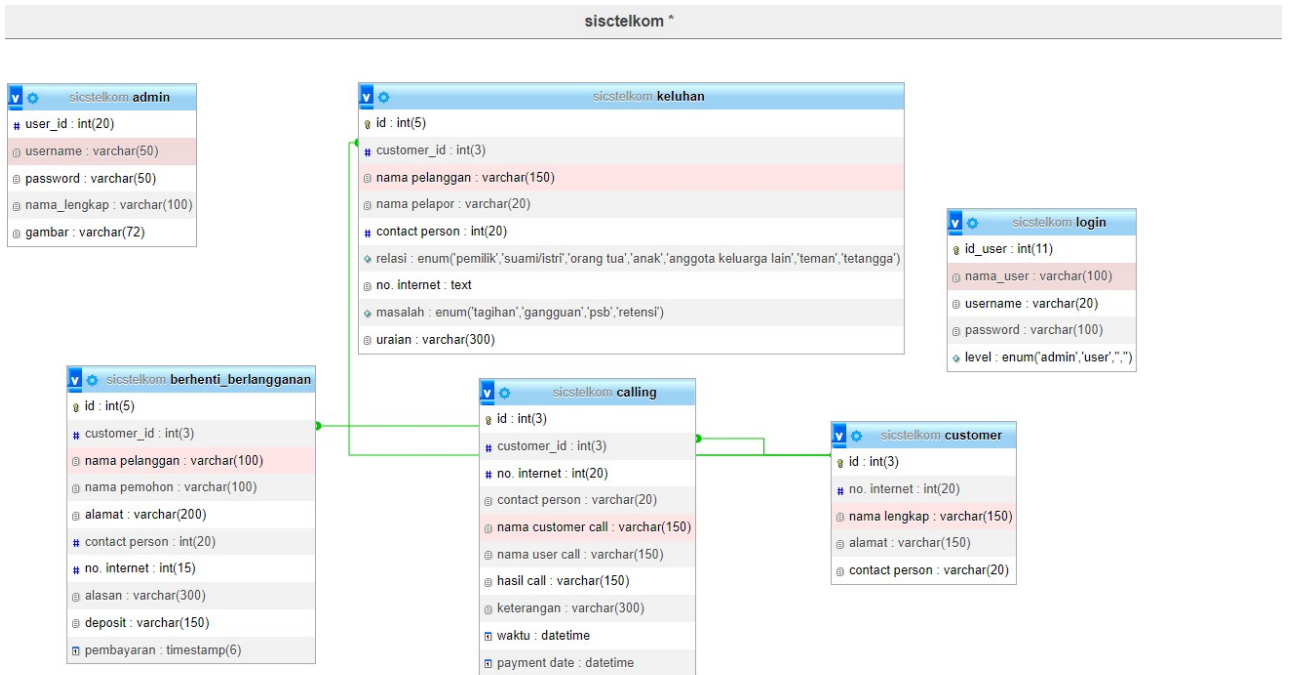 sisctelkom *
sicstelkom admin
user_id : int(20)
username : varchar(50)
password : varchar(50)
nama_lengkap : varchar(100)
gambar : varchar(72)
sicstelkom keluhan
id : int(5)
customer_id : int(3)
nama pelanggan : varchar(150)
nama pelapor : varchar(20)
contact person : int(20)
relasi : enum('pemilik','suami/istri','orang tua','anak','anggota keluarga lain','teman','tetangga')
no. internet : text
masalah : enum('tagihan','gangguan','psb','retensi')
uraian : varchar(300)
sicstelkom login
id_user : int(11)
nama_user : varchar(100)
username : varchar(20)
password : varchar(100)
level : enum('admin','user','','')
sicstelkom berhenti_berlangganan
id : int(5)
customer_id : int(3)
nama pelanggan : varchar(100)
nama pemohon : varchar(100)
alamat : varchar(200)
contact person : int(20)
no. internet : int(15)
alasan : varchar(300)
deposit : varchar(150)
pembayaran : timestamp(6)
sicstelkom calling
id : int(3)
customer_id : int(3)
no. internet : int(20)
contact person : varchar(20)
nama customer call : varchar(150)
nama user call : varchar(150)
hasil call : varchar(150)
keterangan : varchar(300)
waktu : datetime
payment date : datetime
sicstelkom customer
id : int(3)
no. internet : int(20)
nama lengkap : varchar(150)
alamat : varchar(150)
contact person : varchar(20)